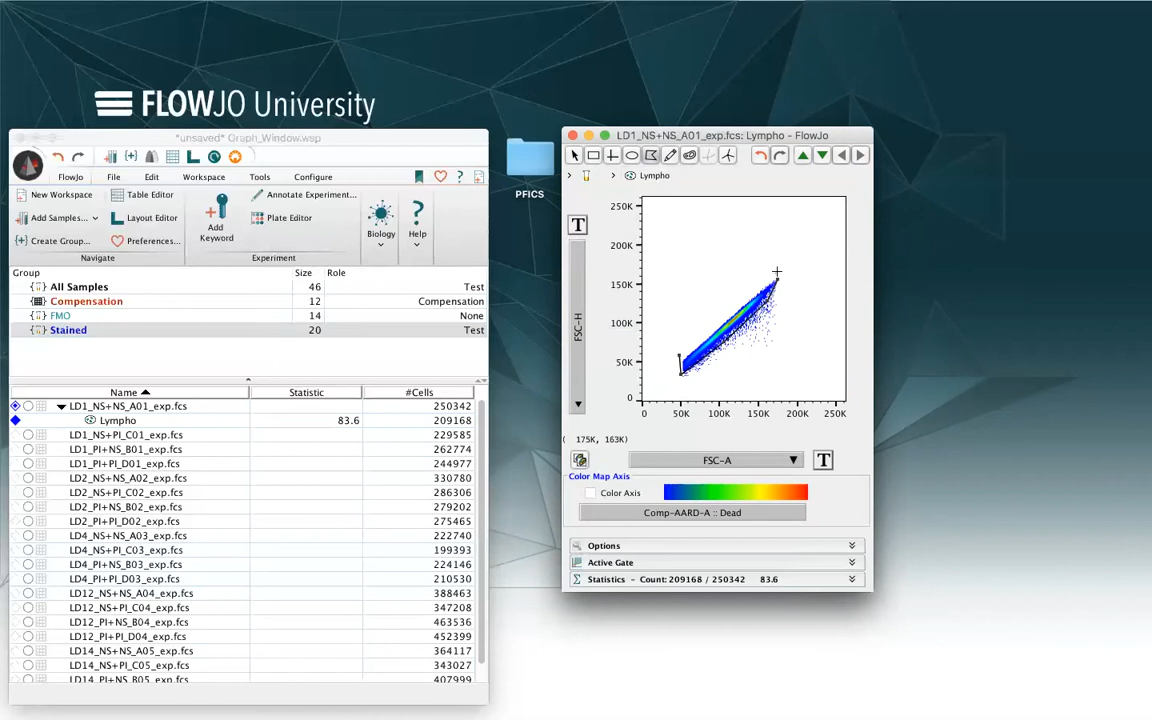 FLOWJO University
*unsaved* Graph_Window.wsp
FlowJo File Edit Workspace Tools Configure
New Workspace Table Editor Annotate Experiment...
Add Samples... Layout Editor Plate Editor
Create Group... Preferences...
Add Keyword
Biology
Help
Navigate Experiment
Group Size Role
All Samples 46 Test
Compensation 12 Compensation
FMO 14 None
Stained 20 Test
Name Statistic #Cells
LD1_NS+NS_A01_exp.fcs 250342
Lympho 83.6 209168
LD1_NS+PI_C01_exp.fcs 229585
LD1_PI+NS_B01_exp.fcs 262774
LD1_PI+PI_D01_exp.fcs 244977
LD2_NS+NS_A02_exp.fcs 330780
LD2_NS+PI_C02_exp.fcs 286306
LD2_PI+NS_B02_exp.fcs 279202
LD2_PI+PI_D02_exp.fcs 275465
LD4_NS+NS_A03_exp.fcs 222740
LD4_NS+PI_C03_exp.fcs 199393
LD4_PI+NS_B03_exp.fcs 224146
LD4_PI+PI_D03_exp.fcs 210530
LD12_NS+NS_A04_exp.fcs 388463
LD12_NS+PI_C04_exp.fcs 347208
LD12_PI+NS_B04_exp.fcs 463536
LD12_PI+PI_D04_exp.fcs 452399
LD14_NS+NS_A05_exp.fcs 364117
LD14_NS+PI_C05_exp.fcs 343027
LD14_PI+NS_B05_exp.fcs 407999
PFICS
LD1_NS+NS_A01_exp.fcs: Lympho - FlowJo
Lympho
T
FSC-H
250K
200K
150K
100K
50K
0
0 50K 100K 150K 200K 250K
( 175K, 163K)
FSC-A T
Color Map Axis
Color Axis
Comp-AARD-A :: Dead
Options
Active Gate
Statistics - Count: 209168 / 250342 83.6